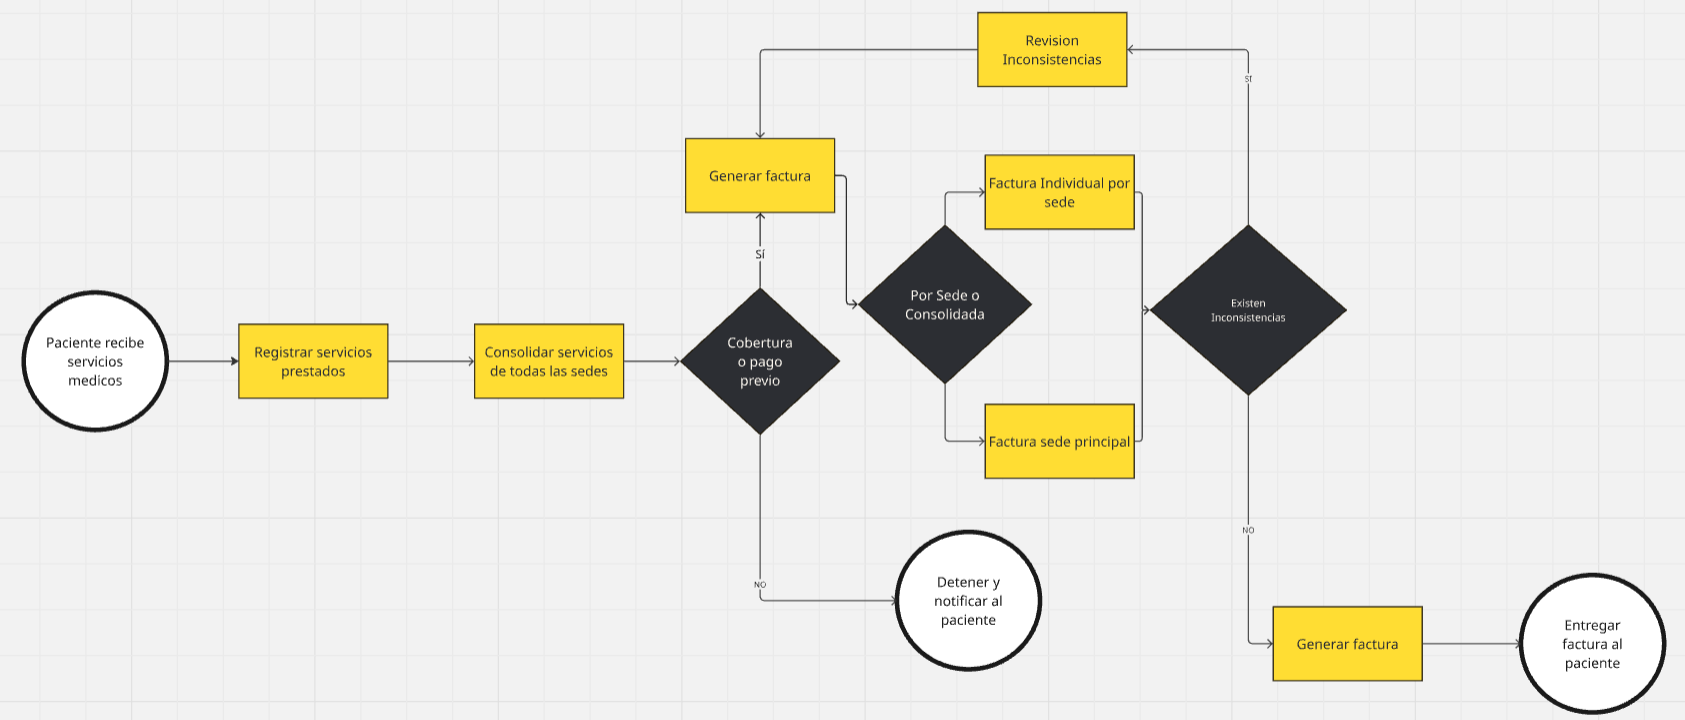 Paciente recibe
servicios
medicos
Registrar servicios
prestados
Consolidar servicios
de todas las sedes
Cobertura
o pago
previo
Sí
Generar factura
NO
Detener y
notificar al
paciente
Por Sede o
Consolidada
Factura Individual por
sede
Factura sede principal
Existen
Inconsistencias
SI
Revision
Inconsistencias
NO
Generar factura
Entregar
factura al
paciente